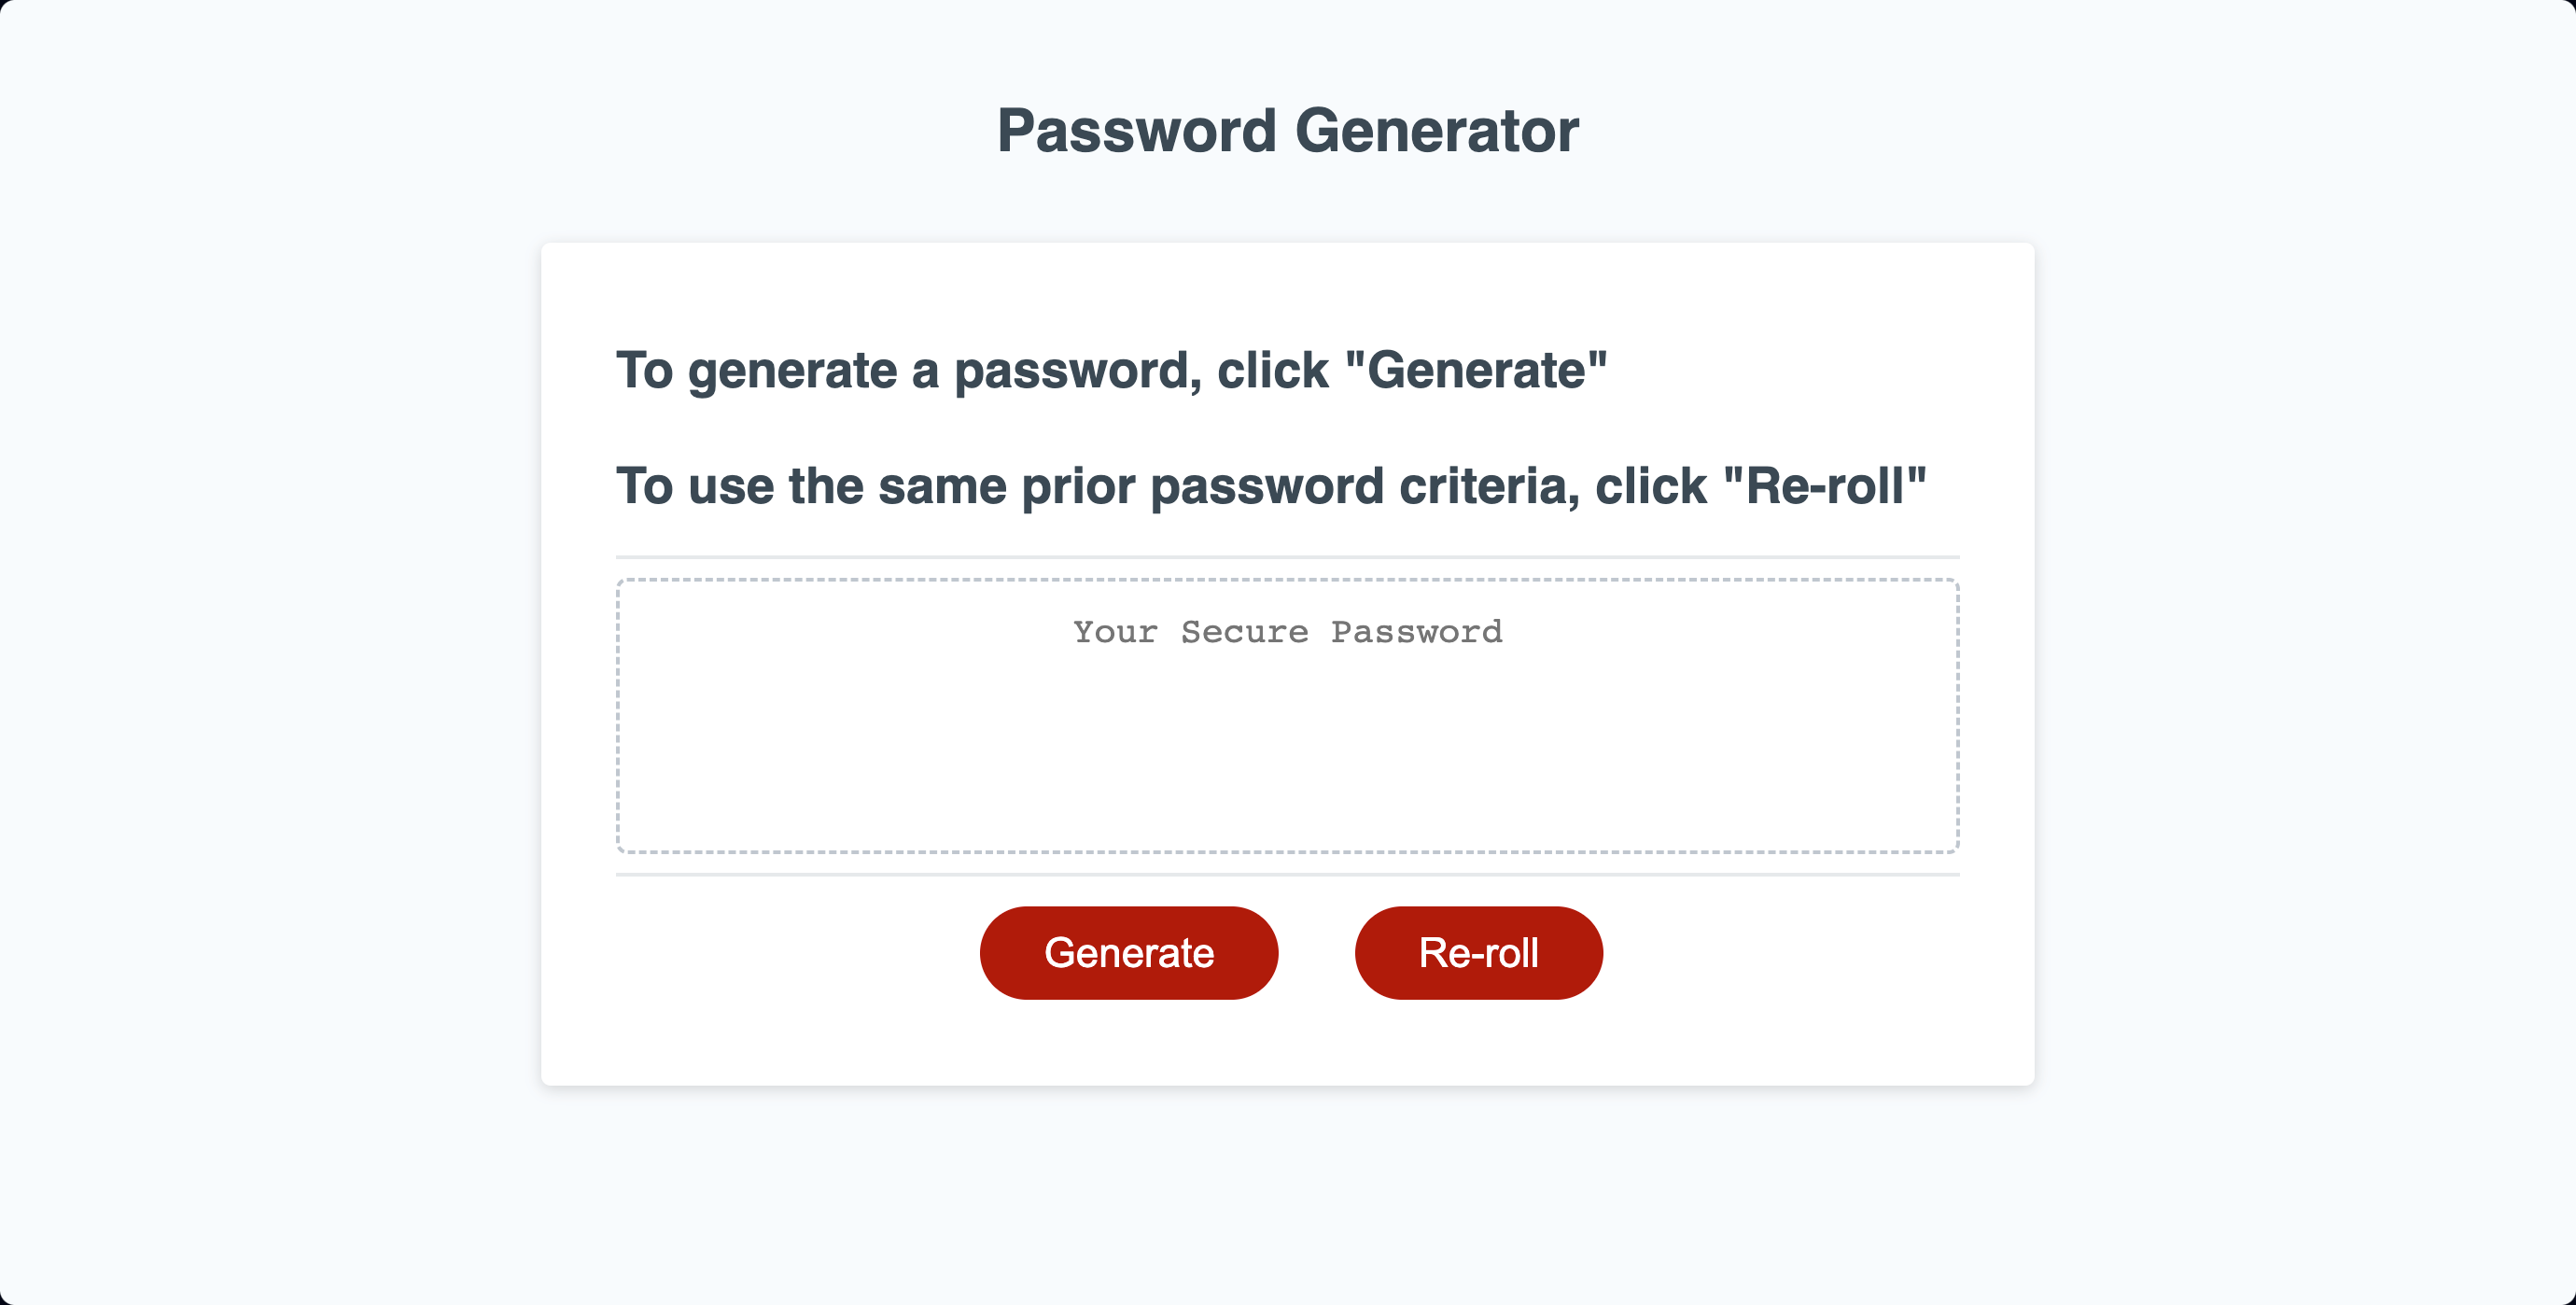 Password Generator
To generate a password, click "Generate"
To use the same prior password criteria, click "Re-roll"
Your Secure Password
Generate
Re-roll